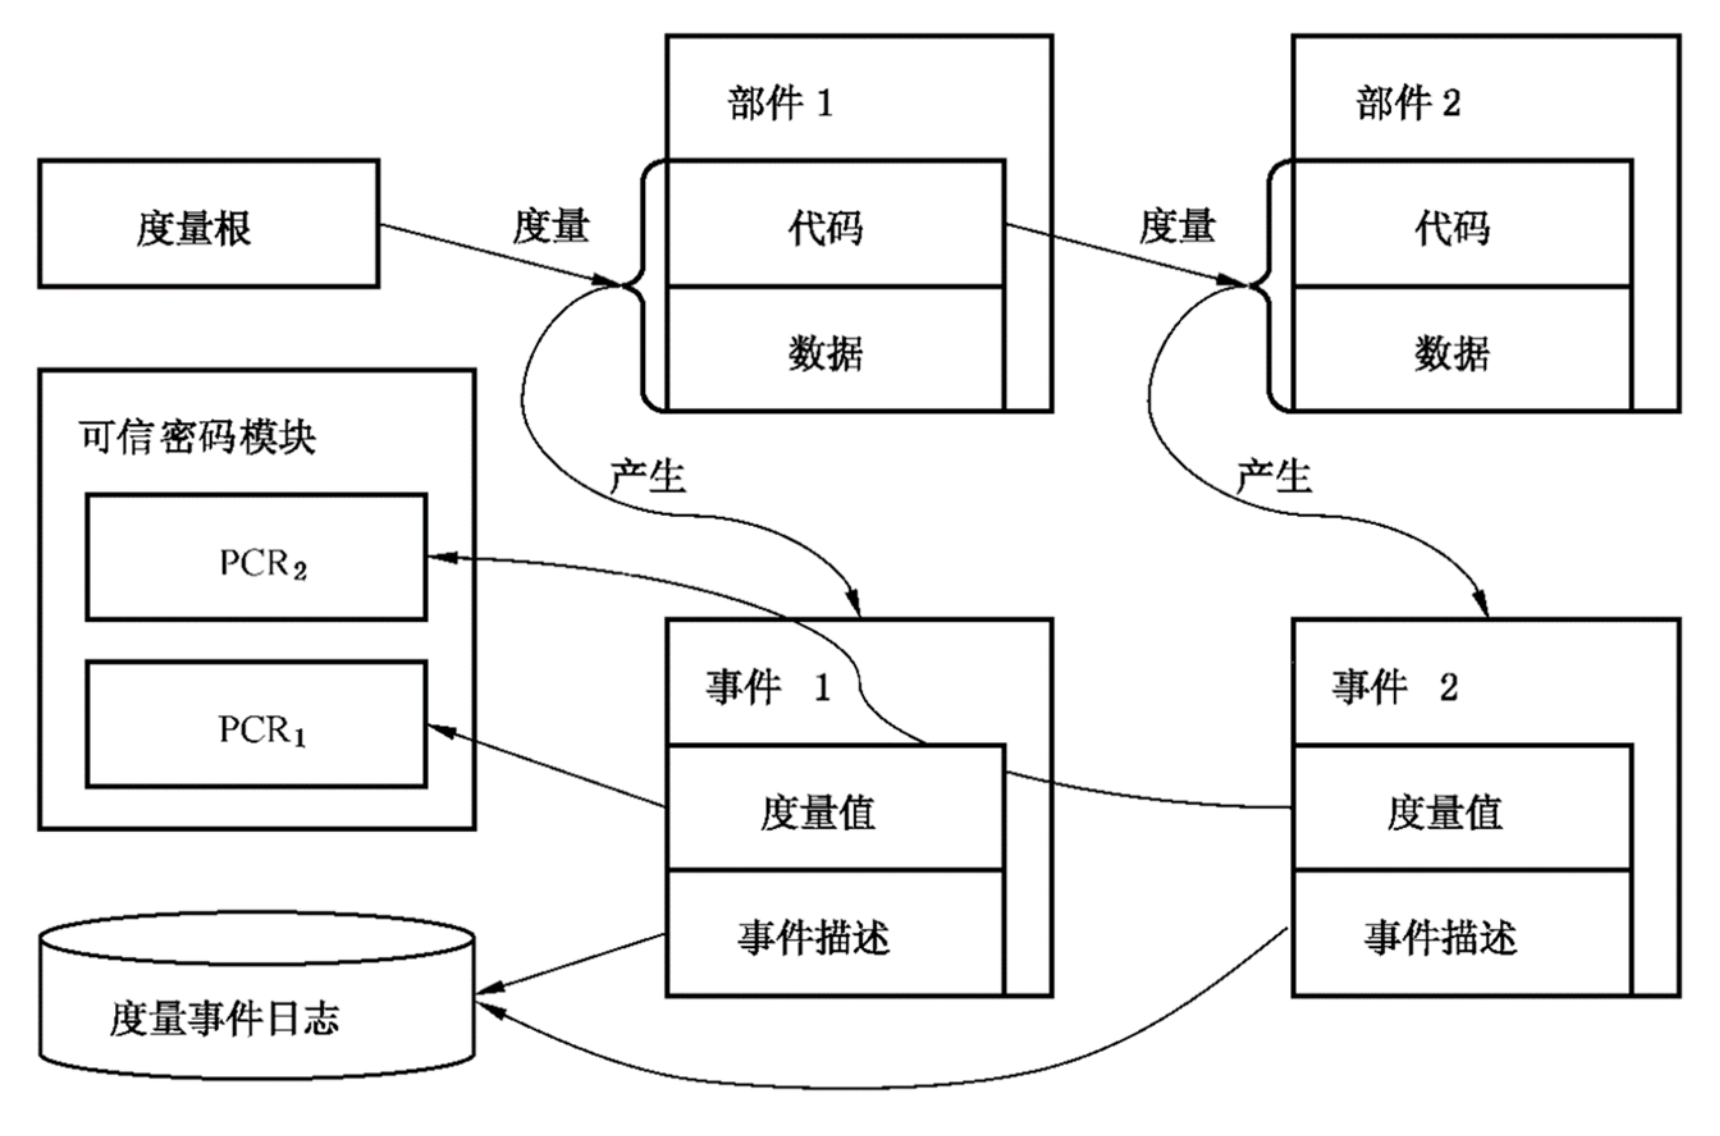 部件 1
部件 2
度量根
度量
代码
度量
代码
数据
数据
可信密码模块
产生
产生
PCR₂
事件 1
事件 2
PCR₁
度量值
度量值
事件描述
事件描述
度量事件日志